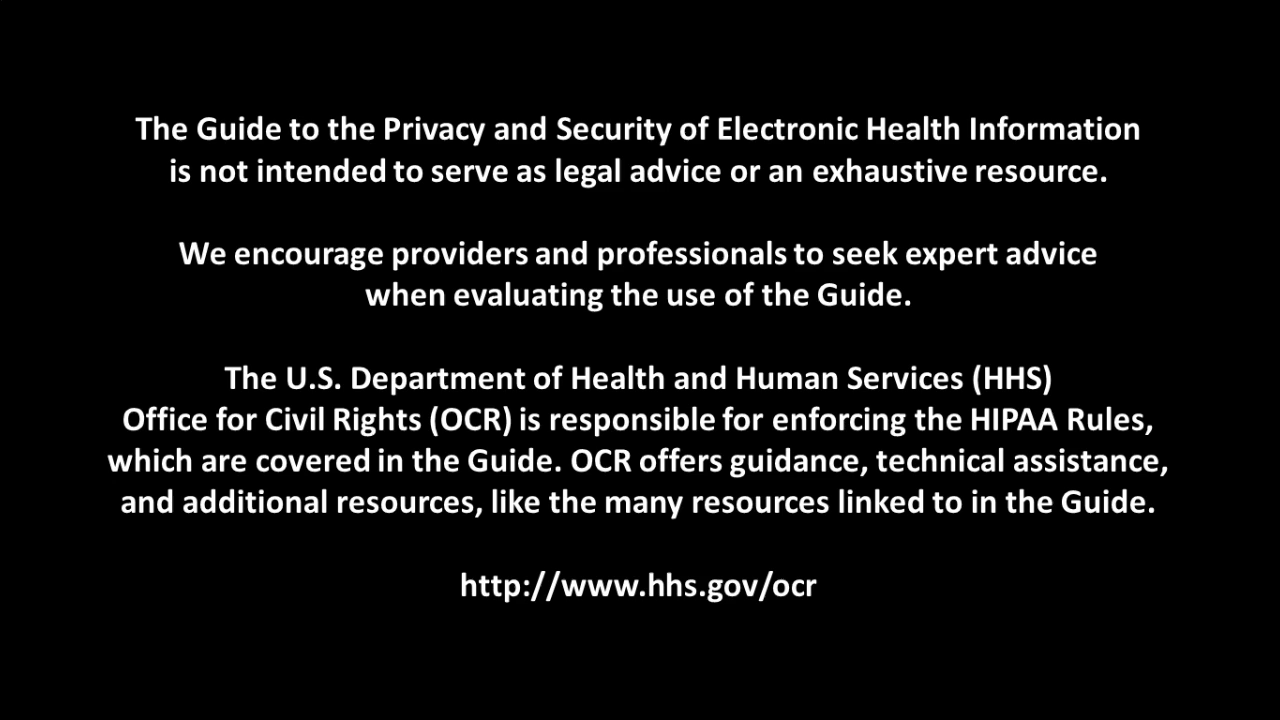 The Guide to the Privacy and Security of Electronic Health Information
is not intended to serve as legal advice or an exhaustive resource.
We encourage providers and professionals to seek expert advice
when evaluating the use of the Guide.
The U.S. Department of Health and Human Services (HHS)
Office for Civil Rights (OCR) is responsible for enforcing the HIPAA Rules,
which are covered in the Guide. OCR offers guidance, technical assistance,
and additional resources, like the many resources linked to in the Guide.
http://www.hhs.gov/ocr